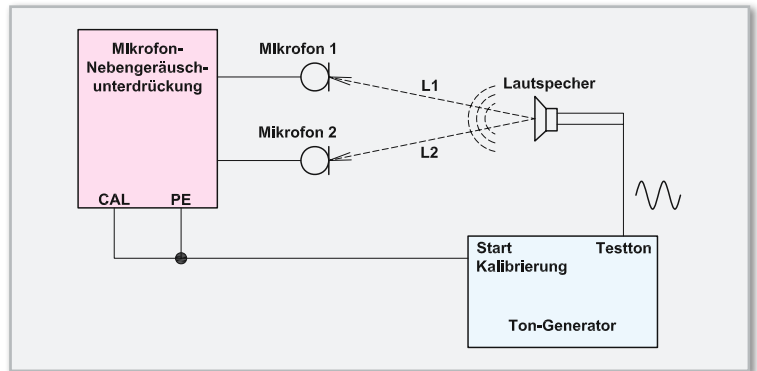 Mikrofon-
Nebengeräusch-
unterdrückung
CAL
PE
Mikrofon 1
Mikrofon 2
L1
L2
Lautspecher
Start
Kalibrierung
Testton
Ton-Generator